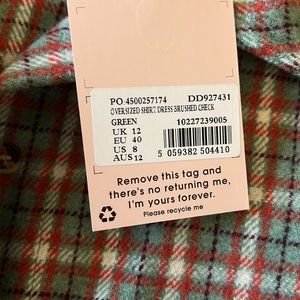 PO:4500257174 DD927431
OVERSIZED SHIRT DRESS BRUSHED CHECK
GREEN 10227239005
UK 12
EU 40
US 8
AUS 12
5 059382 504410
Remove this tag and
there's no returning me,
I'm yours forever.
Please recycle me